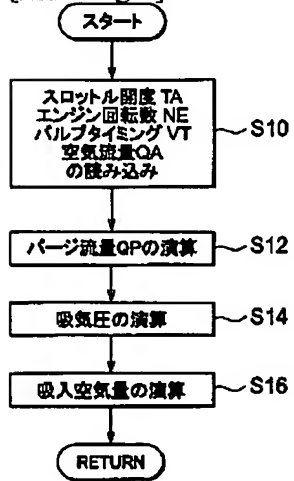 スタート
スロットル開度 TA
エンジン回転数 NE
バルブタイミング VT
空気流量QA
の読み込み
S10
パージ流量QPの演算
S12
吸気圧の演算
S14
吸入空気量の演算
S16
RETURN